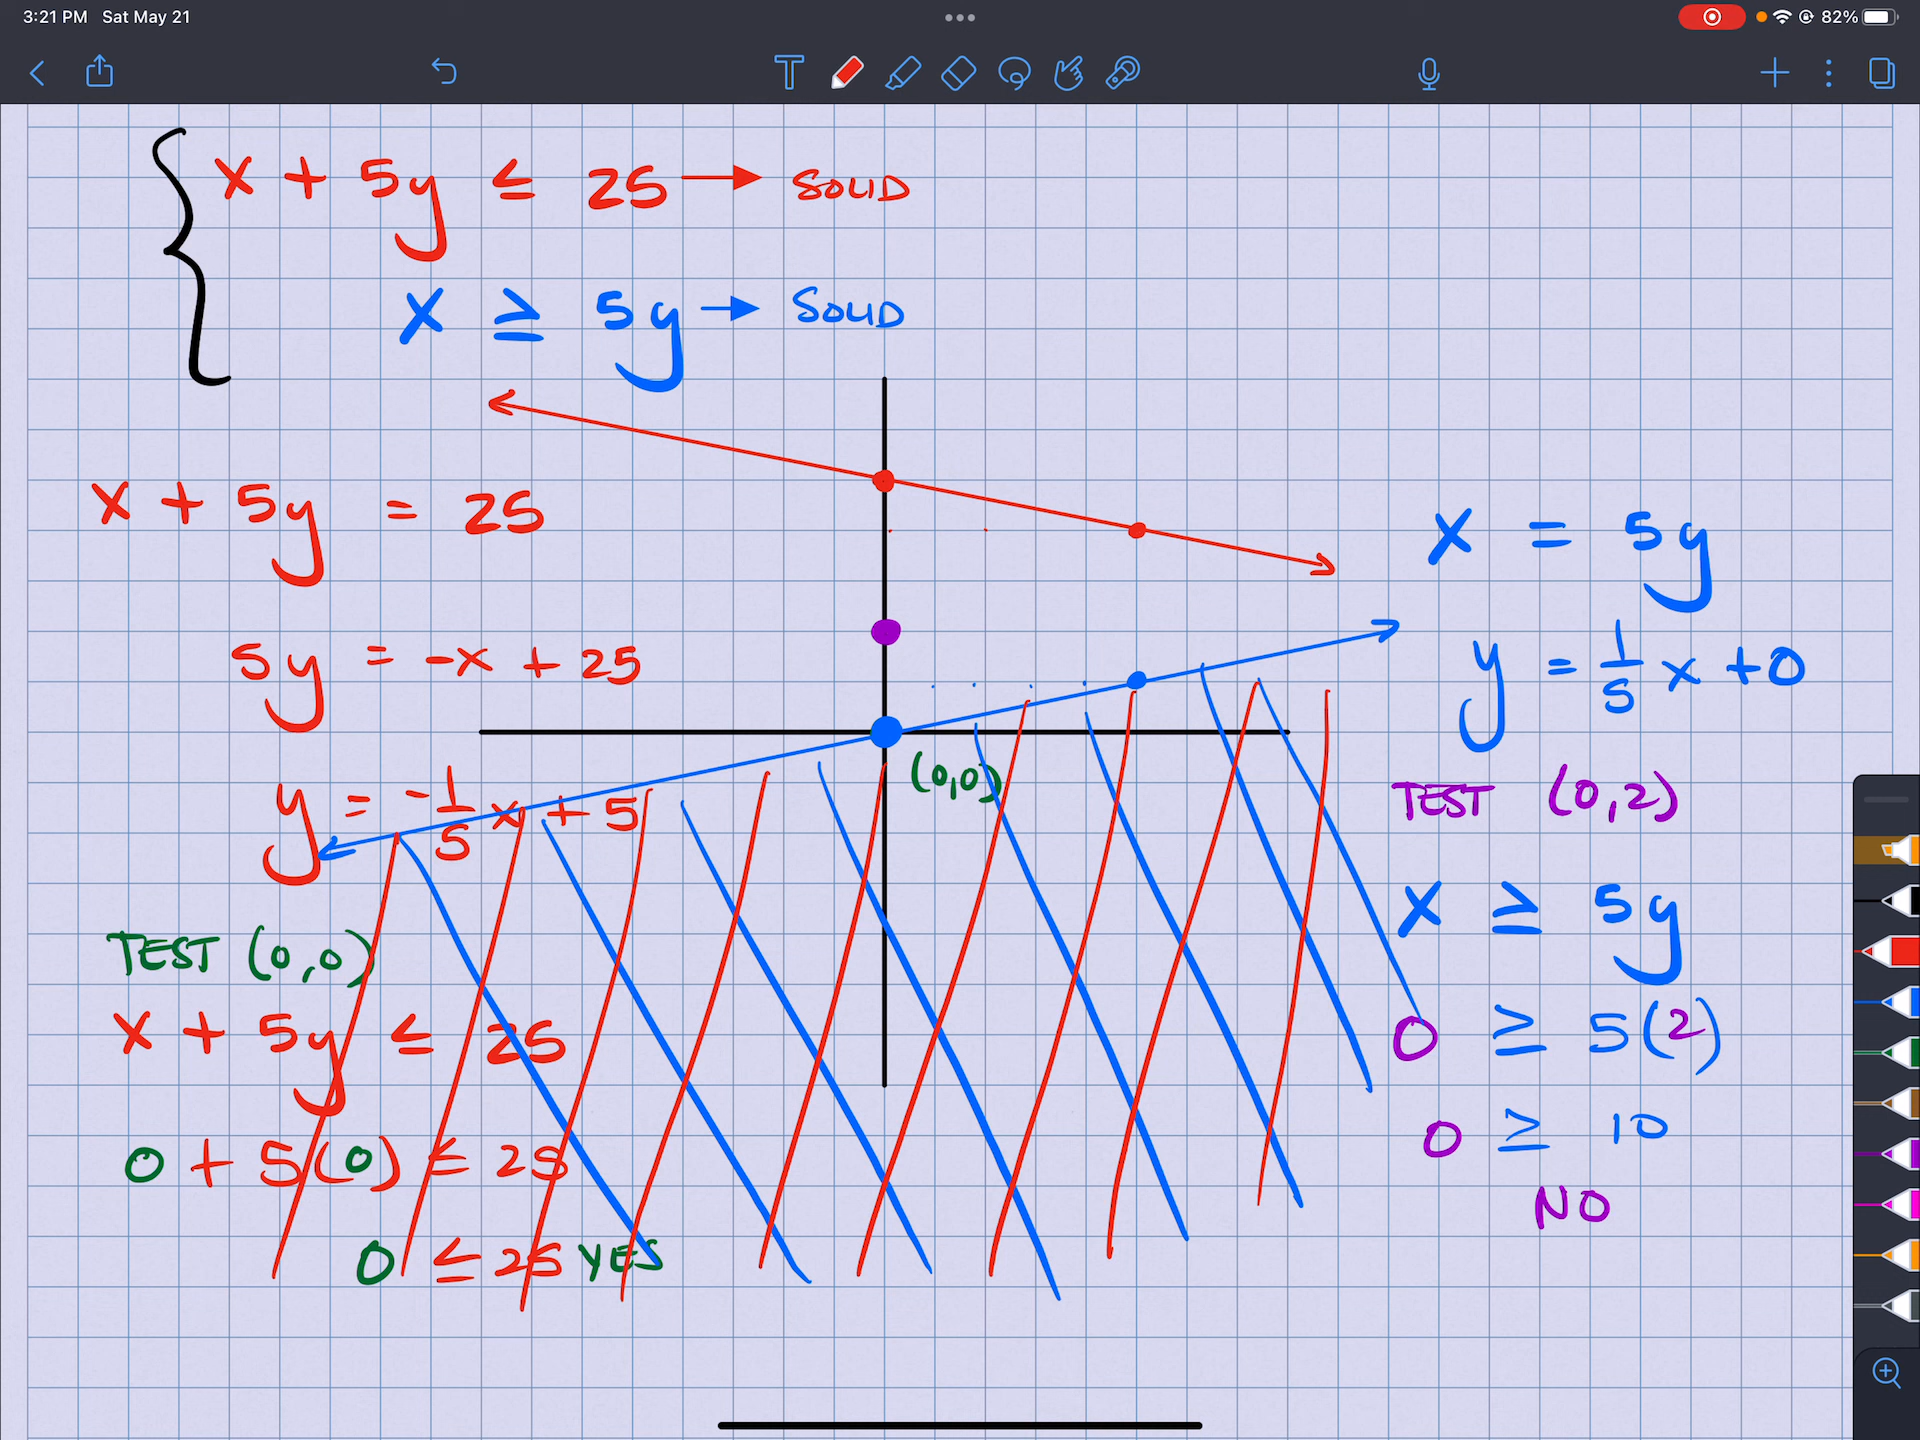 3:21 PM Sat May 21
82%
x + 5y ≤ 25 → SOLID
x ≥ 5y → SOLID
x + 5y = 25
5y = -x + 25
y = -1/5 x + 5
TEST (0,0)
x + 5y ≤ 25
0 + 5(0) ≤ 25
0 ≤ 25 YES
(0,0)
x = 5y
y = 1/5 x + 0
TEST (0,2)
x ≥ 5y
0 ≥ 5(2)
0 ≥ 10
NO